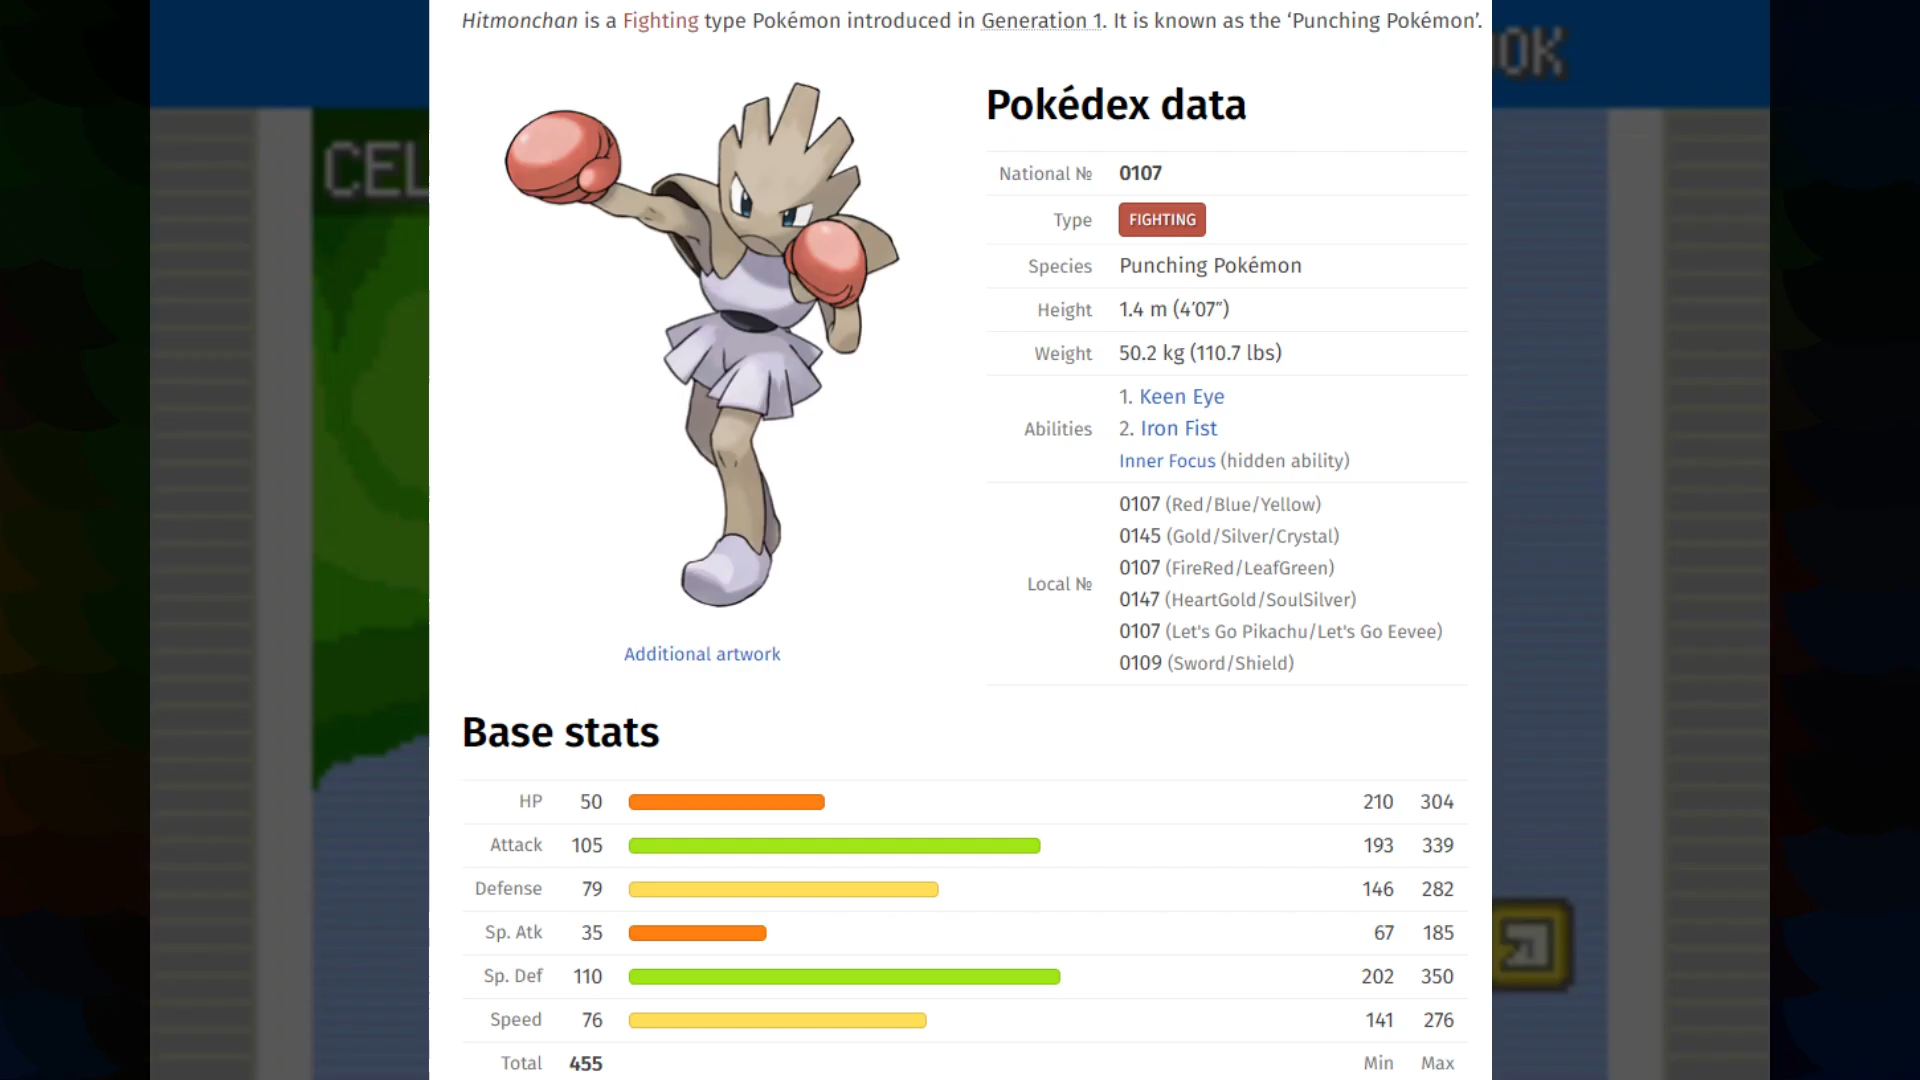 Hitmonchan is a Fighting type Pokémon introduced in Generation 1. It is known as the ‘Punching Pokémon’.
Pokédex data
National № 0107
Type FIGHTING
Species Punching Pokémon
Height 1.4 m (4′07″)
Weight 50.2 kg (110.7 lbs)
Abilities
1. Keen Eye
2. Iron Fist
Inner Focus (hidden ability)
Local №
0107 (Red/Blue/Yellow)
0145 (Gold/Silver/Crystal)
0107 (FireRed/LeafGreen)
0147 (HeartGold/SoulSilver)
0107 (Let's Go Pikachu/Let's Go Eevee)
0109 (Sword/Shield)
Additional artwork
Base stats
HP 50 210 304
Attack 105 193 339
Defense 79 146 282
Sp. Atk 35 67 185
Sp. Def 110 202 350
Speed 76 141 276
Total 455 Min Max
CEL
OK